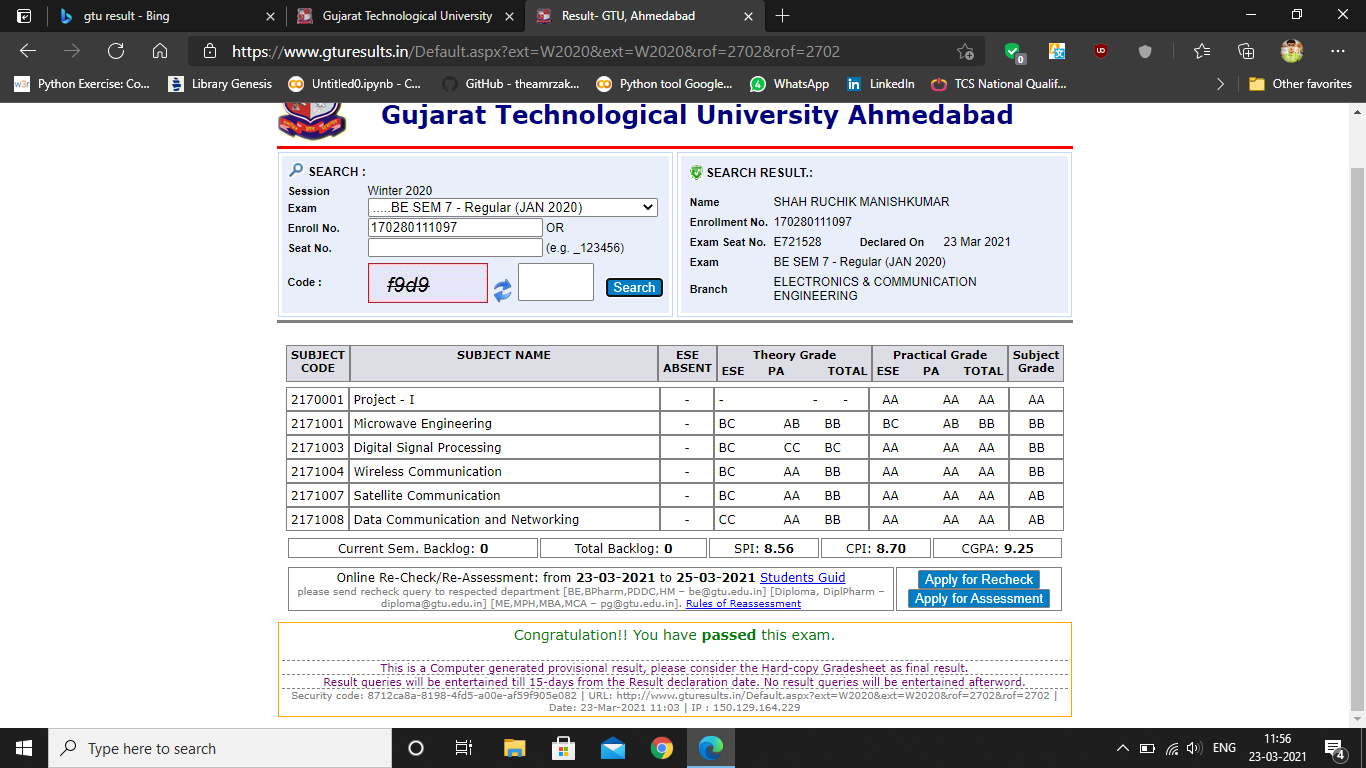 gtu result - Bing
Gujarat Technological University
Result- GTU, Ahmedabad
https://www.gturesults.in/Default.aspx?ext=W2020&ext=W2020&rof=2702&rof=2702
0
UD
w3r Python Exercise: Co... Library Genesis Untitled0.ipynb - C... GitHub - theamrzak... Python tool Google... WhatsApp LinkedIn TCS National Qualif... Other favorites
Gujarat Technological University Ahmedabad
SEARCH :
Session Winter 2020
Exam .....BE SEM 7 - Regular (JAN 2020)
Enroll No. 170280111097 OR
Seat No. (e.g. _123456)
Code : f9d9 Search
SEARCH RESULT.:
Name SHAH RUCHIK MANISHKUMAR
Enrollment No. 170280111097
Exam Seat No. E721528 Declared On 23 Mar 2021
Exam BE SEM 7 - Regular (JAN 2020)
Branch ELECTRONICS & COMMUNICATION
ENGINEERING
SUBJECT CODE SUBJECT NAME ESE ABSENT Theory Grade Practical Grade Subject Grade
ESE PA TOTAL ESE PA TOTAL
2170001 Project - I - - - - AA AA AA AA
2171001 Microwave Engineering - BC AB BB BC AB BB BB
2171003 Digital Signal Processing - BC CC BC AA AA AA BB
2171004 Wireless Communication - BC AA BB AA AA AA BB
2171007 Satellite Communication - BC AA BB AA AA AA AB
2171008 Data Communication and Networking - CC AA BB AA AA AA AB
Current Sem. Backlog: 0 Total Backlog: 0 SPI: 8.56 CPI: 8.70 CGPA: 9.25
Online Re-Check/Re-Assessment: from 23-03-2021 to 25-03-2021 Students Guid
please send recheck query to respected department [BE,BPharm,PDDC,HM – be@gtu.edu.in] [Diploma, DiplPharm –
diploma@gtu.edu.in] [ME,MPH,MBA,MCA – pg@gtu.edu.in]. Rules of Reassessment
Apply for Recheck
Apply for Assessment
Congratulation!! You have passed this exam.
This is a Computer generated provisional result, please consider the Hard-copy Gradesheet as final result.
Result queries will be entertained till 15-days from the Result declaration date. No result queries will be entertained afterword.
Security code: 8712ca8a-8198-4fd5-a00e-af59f905e082 | URL: http://www.gturesults.in/Default.aspx?ext=W2020&ext=W2020&rof=2702&rof=2702 |
Date: 23-Mar-2021 11:03 | IP : 150.129.164.229
Type here to search
ENG
11:56
23-03-2021
4